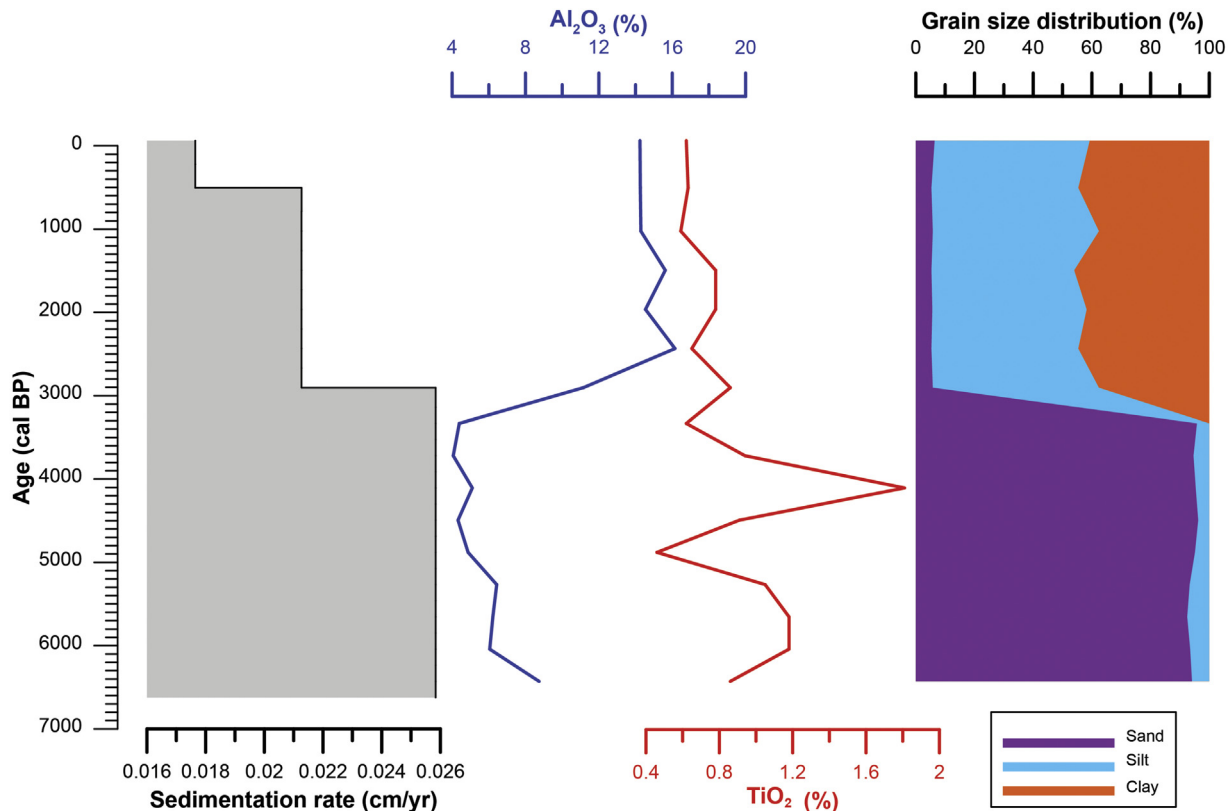 Al₂O₃ (%)
4 8 12 16 20
Grain size distribution (%)
0 20 40 60 80 100
Age (cal BP)
0
1000
2000
3000
4000
5000
6000
7000
0.016 0.018 0.02 0.022 0.024 0.026
Sedimentation rate (cm/yr)
0.4 0.8 1.2 1.6 2
TiO₂ (%)
Sand
Silt
Clay